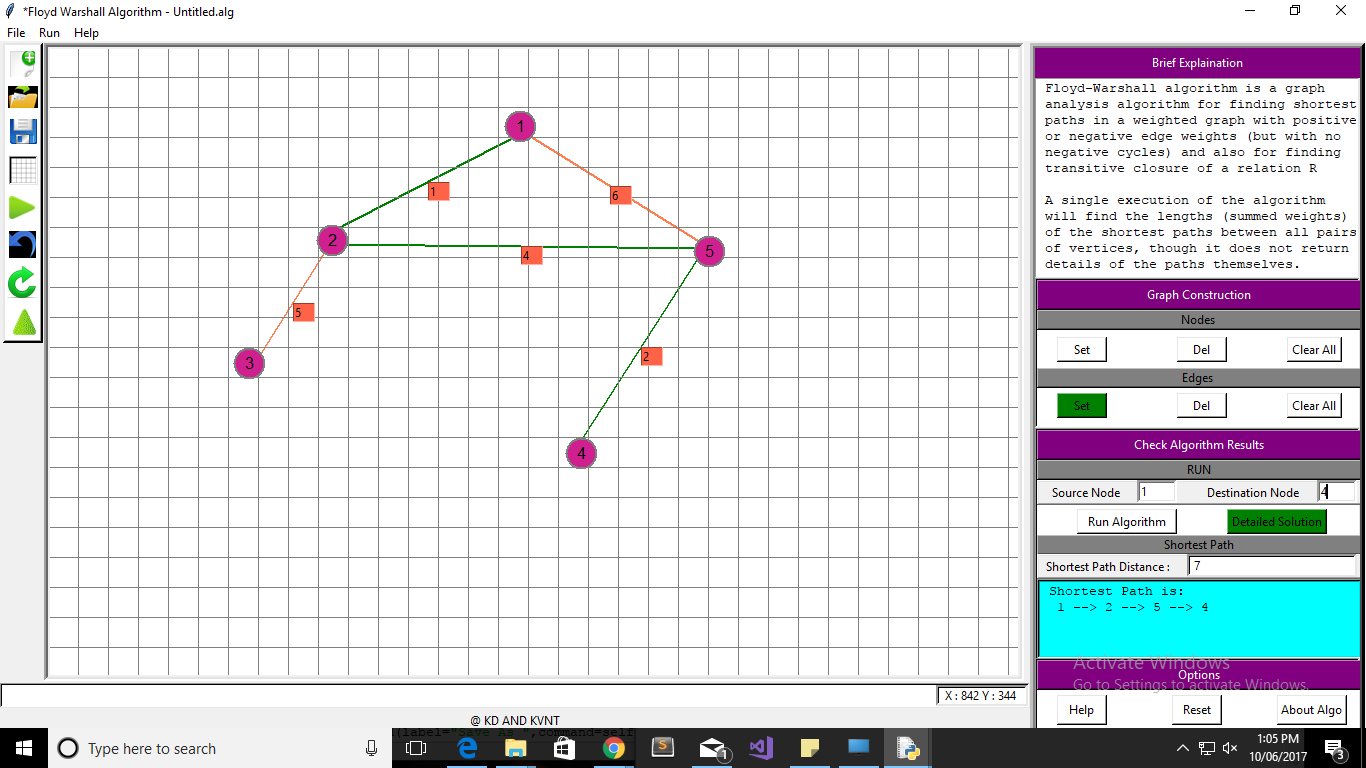 *Floyd Warshall Algorithm - Untitled.alg
File Run Help
1
1
6
2
4
5
5
3
2
4
Brief Explaination
Floyd-Warshall algorithm is a graph
analysis algorithm for finding shortest
paths in a weighted graph with positive
or negative edge weights (but with no
negative cycles) and also for finding
transitive closure of a relation R
A single execution of the algorithm
will find the lengths (summed weights)
of the shortest paths between all pairs
of vertices, though it does not return
details of the paths themselves.
Graph Construction
Nodes
Set Del Clear All
Edges
Set Del Clear All
Check Algorithm Results
RUN
Source Node 1 Destination Node 4
Run Algorithm Detailed Solution
Shortest Path
Shortest Path Distance : 7
Shortest Path is:
1 --> 2 --> 5 --> 4
Activate Windows
Go to Settings to activate Windows.
Options
Help Reset About Algo
X : 842 Y : 344
@ KD AND KVNT
(label="Save As ",command=self
Type here to search
1
1:05 PM
10/06/2017
3